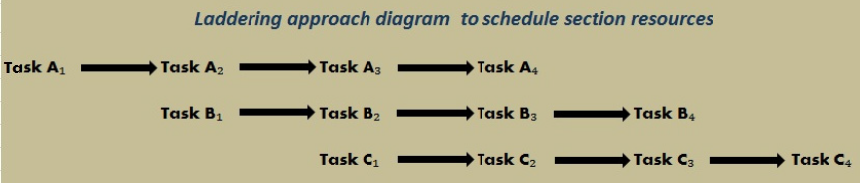 Laddering approach diagram to schedule section resources
Task A₁ Task A₂ Task A₃ Task A₄
Task B₁ Task B₂ Task B₃ Task B₄
Task C₁ Task C₂ Task C₃ Task C₄